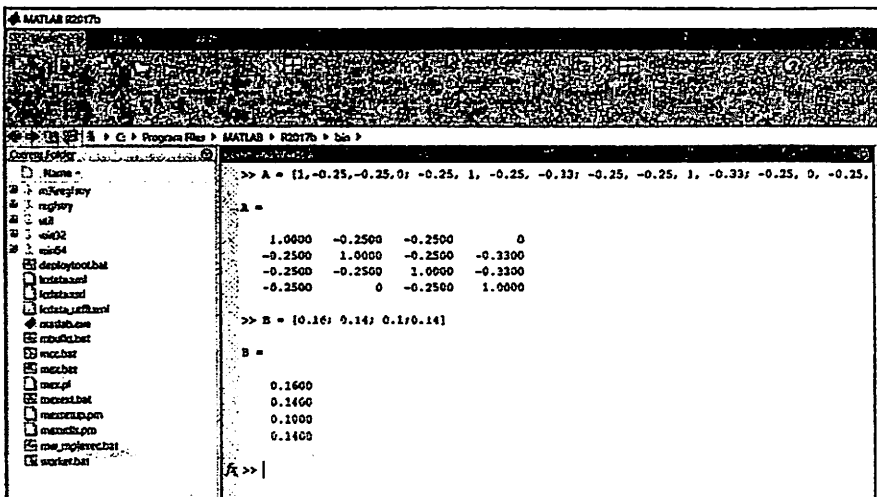 MATLAB R2017b
C: ▸ Program Files ▸ MATLAB ▸ R2017b ▸ bin ▸
Current Folder
Name
m3iregistry
registry
util
win32
win64
deploytool.bat
lcdata.xml
lcdata.xsd
lcdata_utf8.xml
matlab.exe
mbuild.bat
mcc.bat
mex.bat
mex.pl
mexext.bat
mexsetup.pm
mexutils.pm
mw_mpiexec.bat
worker.bat
>> A = [1,-0.25,-0.25,0; -0.25, 1, -0.25, -0.33; -0.25, -0.25, 1, -0.33; -0.25, 0, -0.25,
A =
1.0000 -0.2500 -0.2500 0
-0.2500 1.0000 -0.2500 -0.3300
-0.2500 -0.2500 1.0000 -0.3300
-0.2500 0 -0.2500 1.0000
>> B = [0.16; 0.14; 0.1;0.14]
B =
0.1600
0.1400
0.1000
0.1400
fx >>